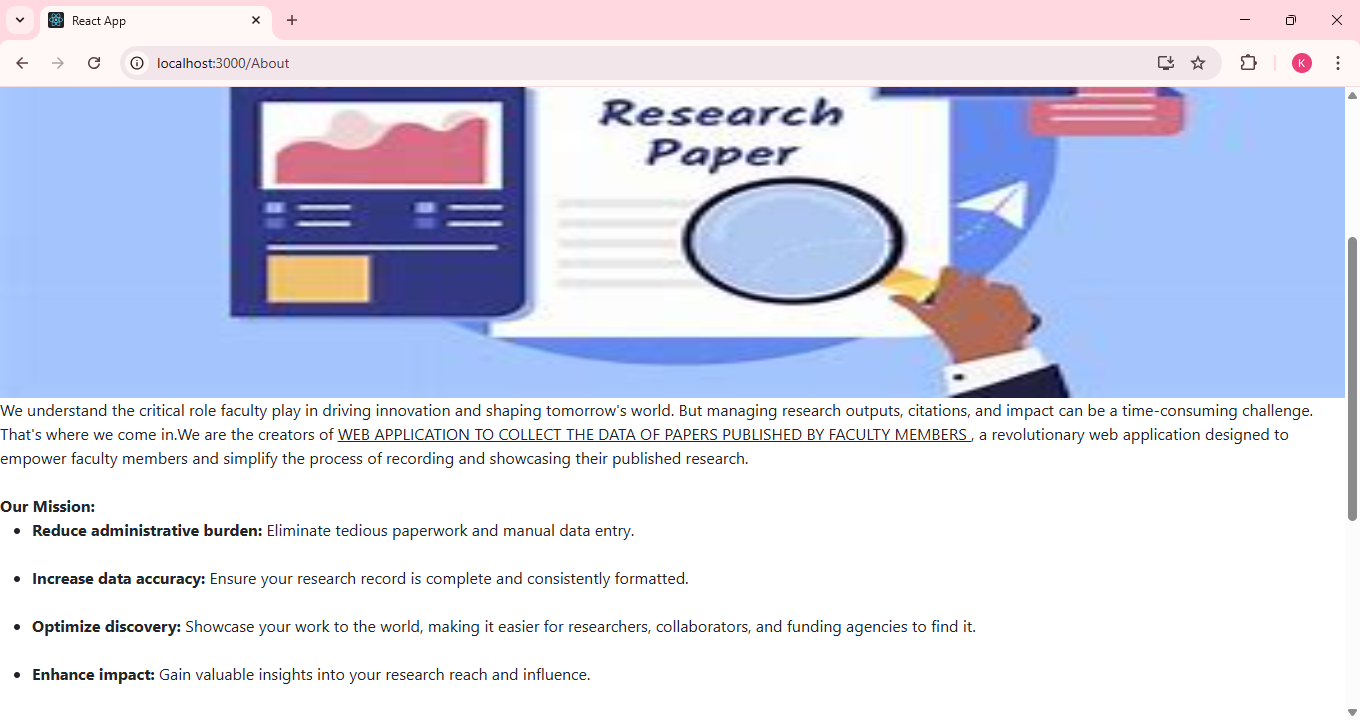 React App
localhost:3000/About
K
Research
Paper
We understand the critical role faculty play in driving innovation and shaping tomorrow's world. But managing research outputs, citations, and impact can be a time-consuming challenge.
That's where we come in.We are the creators of WEB APPLICATION TO COLLECT THE DATA OF PAPERS PUBLISHED BY FACULTY MEMBERS , a revolutionary web application designed to
empower faculty members and simplify the process of recording and showcasing their published research.
Our Mission:
• Reduce administrative burden: Eliminate tedious paperwork and manual data entry.
• Increase data accuracy: Ensure your research record is complete and consistently formatted.
• Optimize discovery: Showcase your work to the world, making it easier for researchers, collaborators, and funding agencies to find it.
• Enhance impact: Gain valuable insights into your research reach and influence.